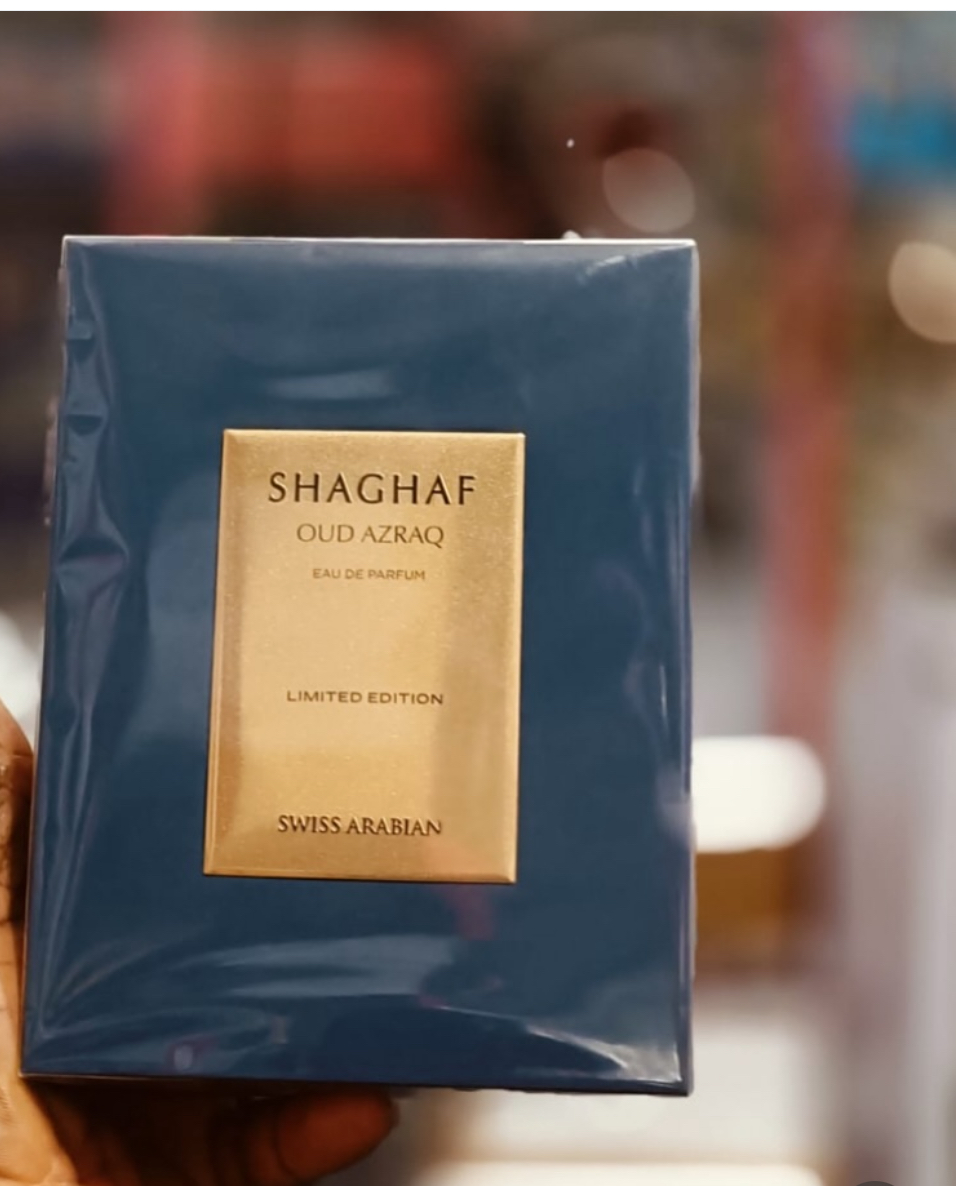 SHAGHAF
OUD AZRAQ
EAU DE PARFUM
LIMITED EDITION
SWISS ARABIAN